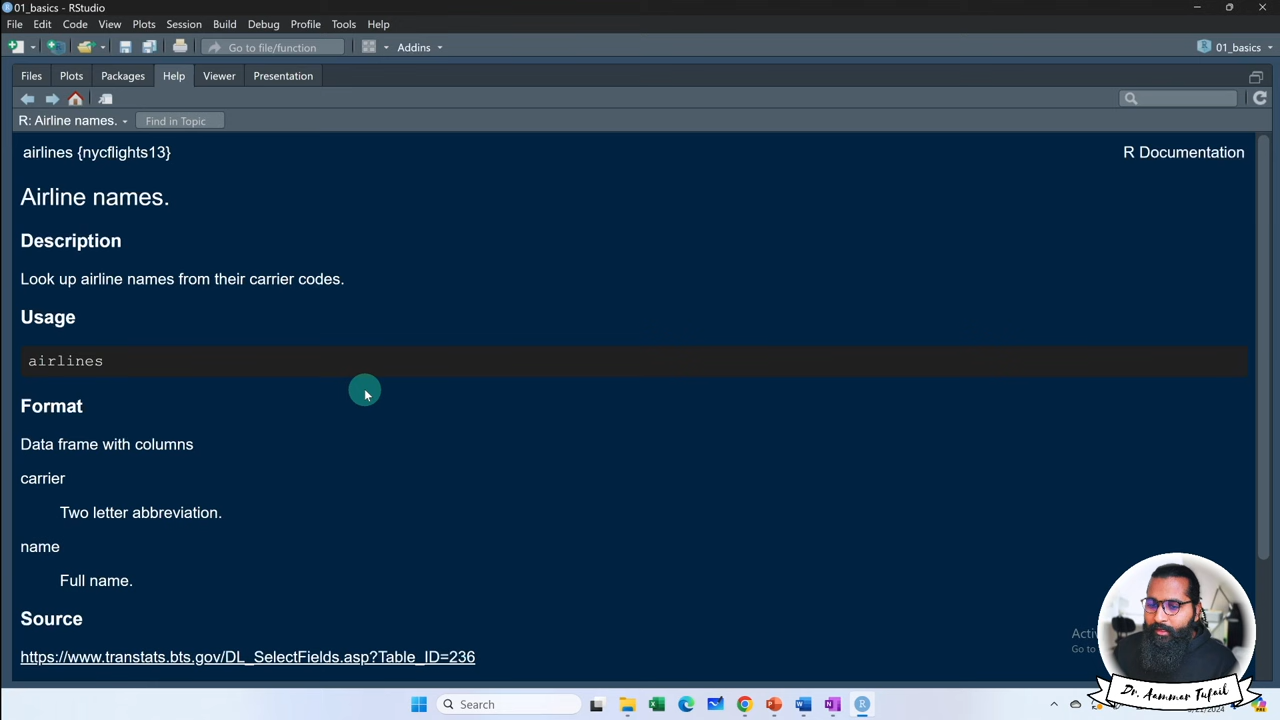 01_basics - RStudio
File Edit Code View Plots Session Build Debug Profile Tools Help
Go to file/function Addins 01_basics
Files Plots Packages Help Viewer Presentation
R: Airline names. Find in Topic
airlines {nycflights13} R Documentation
Airline names.
Description
Look up airline names from their carrier codes.
Usage
airlines
Format
Data frame with columns
carrier
Two letter abbreviation.
name
Full name.
Source
https://www.transtats.bts.gov/DL_SelectFields.asp?Table_ID=236
Go to
Dr. Aammar Tufail
Search